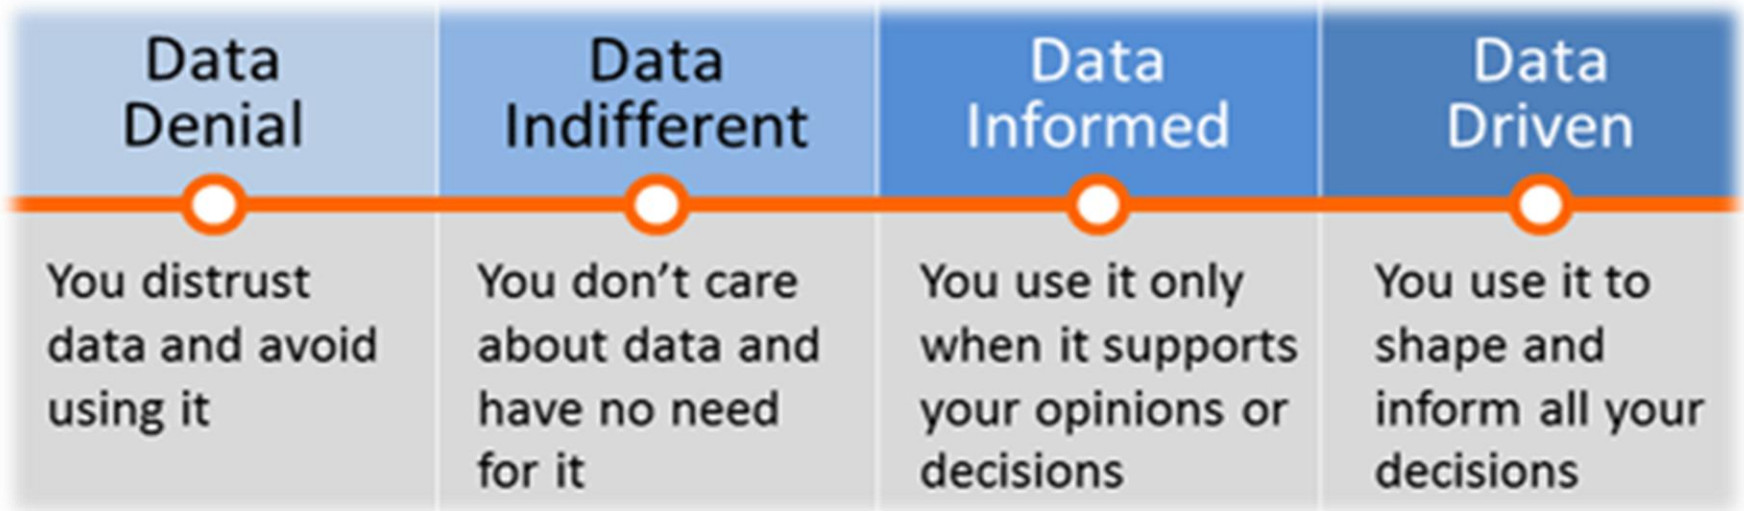 Data
Denial
Data
Indifferent
Data
Informed
Data
Driven
You distrust
data and avoid
using it
You don’t care
about data and
have no need
for it
You use it only
when it supports
your opinions or
decisions
You use it to
shape and
inform all your
decisions